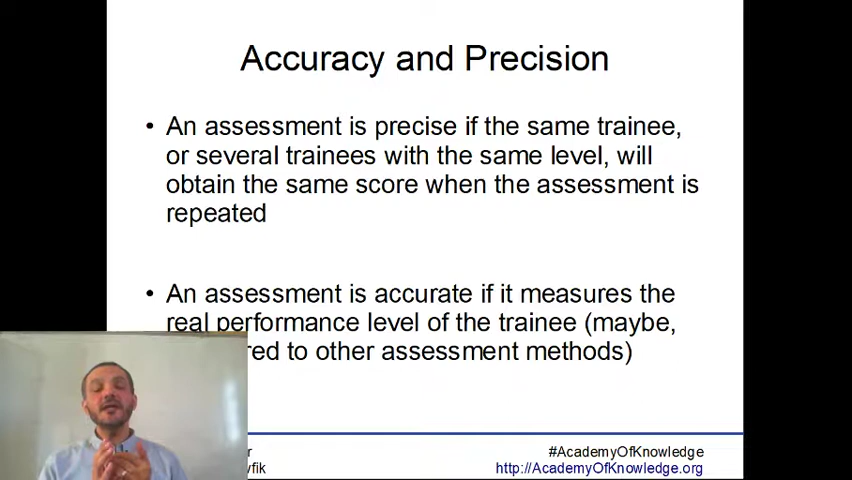 Accuracy and Precision
• An assessment is precise if the same trainee,
or several trainees with the same level, will
obtain the same score when the assessment is
repeated
• An assessment is accurate if it measures the
real performance level of the trainee (maybe,
to other assessment methods)
#AcademyOfKnowledge
http://AcademyOfKnowledge.org